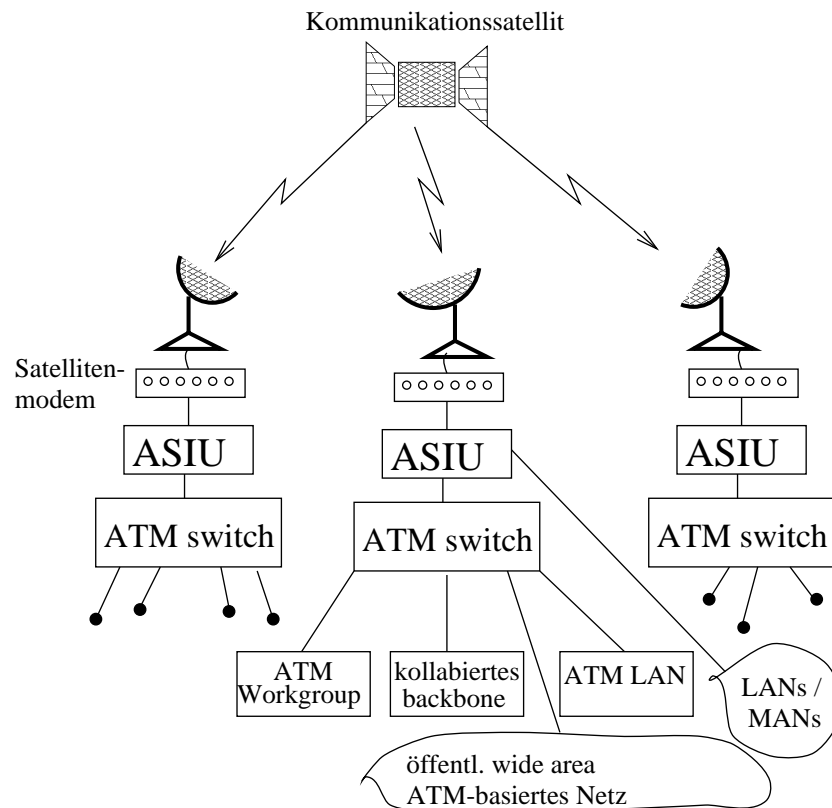 Kommunikationssatellit
Satelliten-
modem
ASIU
ASIU
ASIU
ATM switch
ATM switch
ATM switch
ATM
Workgroup
kollabiertes
backbone
ATM LAN
LANs /
MANs
öffentl. wide area
ATM-basiertes Netz